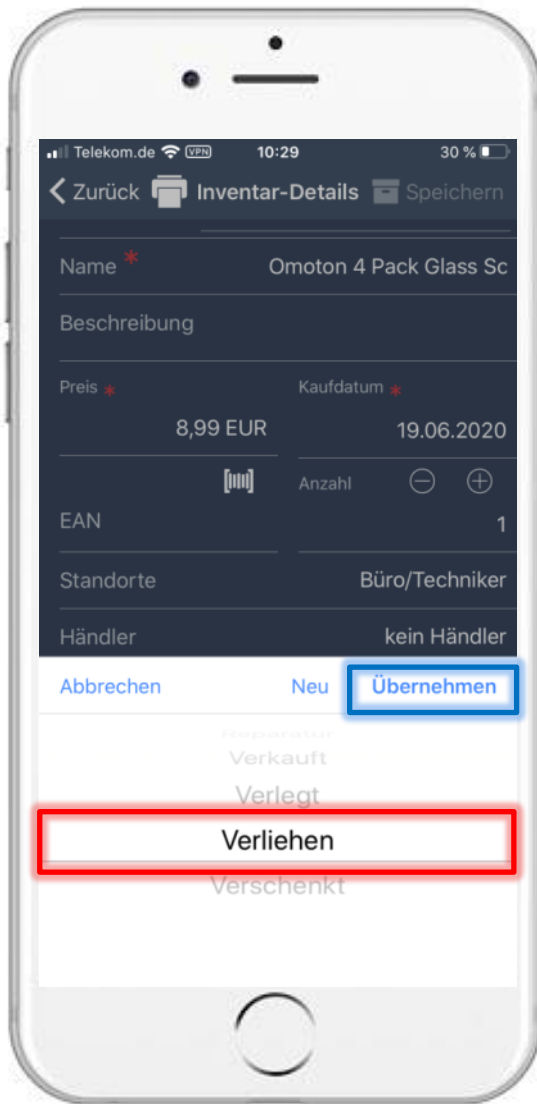 Telekom.de VPN 10:29 30 %
Zurück Inventar-Details Speichern
Name * Omoton 4 Pack Glass Sc
Beschreibung
Preis * Kaufdatum *
8,99 EUR 19.06.2020
Anzahl
EAN 1
Standorte Büro/Techniker
Händler kein Händler
Abbrechen Neu Übernehmen
Reparatur
Verkauft
Verlegt
Verliehen
Verschenkt